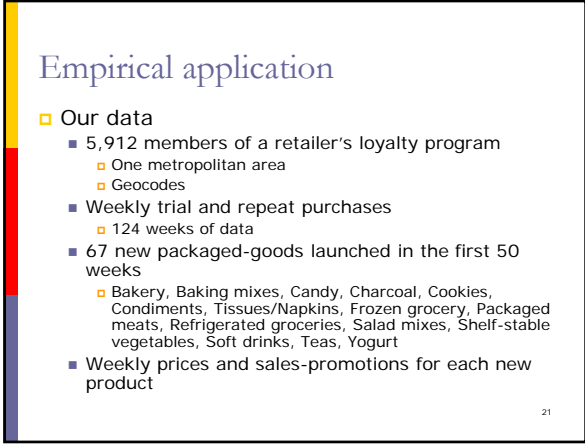 Empirical application
Our data
5,912 members of a retailer's loyalty program
One metropolitan area
Geocodes
Weekly trial and repeat purchases
124 weeks of data
67 new packaged-goods launched in the first 50
weeks
Bakery, Baking mixes, Candy, Charcoal, Cookies,
Condiments, Tissues/Napkins, Frozen grocery, Packaged
meats, Refrigerated groceries, Salad mixes, Shelf-stable
vegetables, Soft drinks, Teas, Yogurt
Weekly prices and sales-promotions for each new
product
21